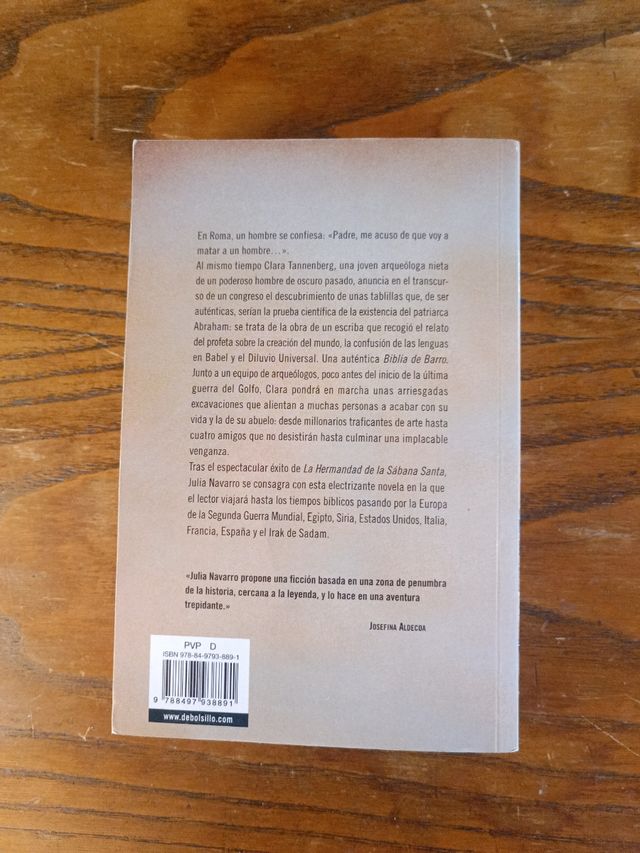 En Roma, un hombre se confiesa: «Padre, me acuso de que voy a
matar a un hombre…».
Al mismo tiempo Clara Tannenberg, una joven arqueóloga nieta
de un poderoso hombre de oscuro pasado, anuncia en el transcur-
so de un congreso el descubrimiento de unas tablillas que, de ser
auténticas, serían la prueba científica de la existencia del patriarca
Abraham: se trata de la obra de un escriba que recogió el relato
del profeta sobre la creación del mundo, la confusión de las lenguas
en Babel y el Diluvio Universal. Una auténtica Biblia de Barro.
Junto a un equipo de arqueólogos, poco antes del inicio de la última
guerra del Golfo, Clara pondrá en marcha unas arriesgadas
excavaciones que alientan a muchas personas a acabar con su
vida y la de su abuelo: desde millonarios traficantes de arte hasta
cuatro amigos que no desistirán hasta culminar una implacable
venganza.
Tras el espectacular éxito de La Hermandad de la Sábana Santa,
Julia Navarro se consagra con esta electrizante novela en la que
el lector viajará hasta los tiempos bíblicos pasando por la Europa
de la Segunda Guerra Mundial, Egipto, Siria, Estados Unidos, Italia,
Francia, España y el Irak de Sadam.
«Julia Navarro propone una ficción basada en una zona de penumbra
de la historia, cercana a la leyenda, y lo hace en una aventura
trepidante.»
Josefina Aldecoa
PVP D
ISBN 978-84-9793-889-1
9 788497 938891
www.debolsillo.com